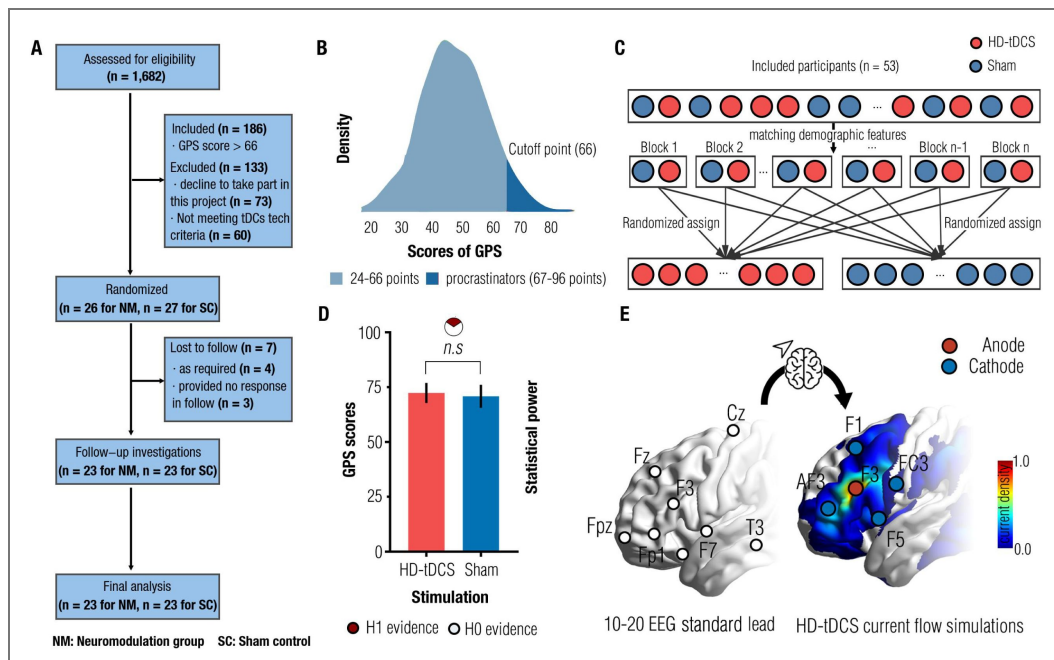 A
Assessed for eligibility
(n = 1,682)
Included (n = 186)
· GPS score > 66
Excluded (n = 133)
· decline to take part in
this project (n = 73)
· Not meeting tDCs tech
criteria (n = 60)
Randomized
(n = 26 for NM, n = 27 for SC)
Lost to follow (n = 7)
· as required (n = 4)
· provided no response
in follow (n = 3)
Follow-up investigations
(n = 23 for NM, n = 23 for SC)
Final analysis
(n = 23 for NM, n = 23 for SC)
NM: Neuromodulation group SC: Sham control
B
Density
Cutoff point (66)
20 30 40 50 60 70 80
Scores of GPS
24-66 points procrastinators (67-96 points)
C
HD-tDCS
Sham
Included participants (n = 53)
...
matching demographic features
Block 1 Block 2 ... Block n-1 Block n
... ...
Randomized assign Randomized assign
... ...
D
100
75
50
25
0
GPS scores
n.s
Statistical power
HD-tDCS Sham
Stimulation
H1 evidence H0 evidence
E
Anode
Cathode
Cz
Fz
F3
Fpz
Fp1
F7
T3
F1
AF3
F3
FC3
F5
1.0
current density
0.0
10-20 EEG standard lead
HD-tDCS current flow simulations